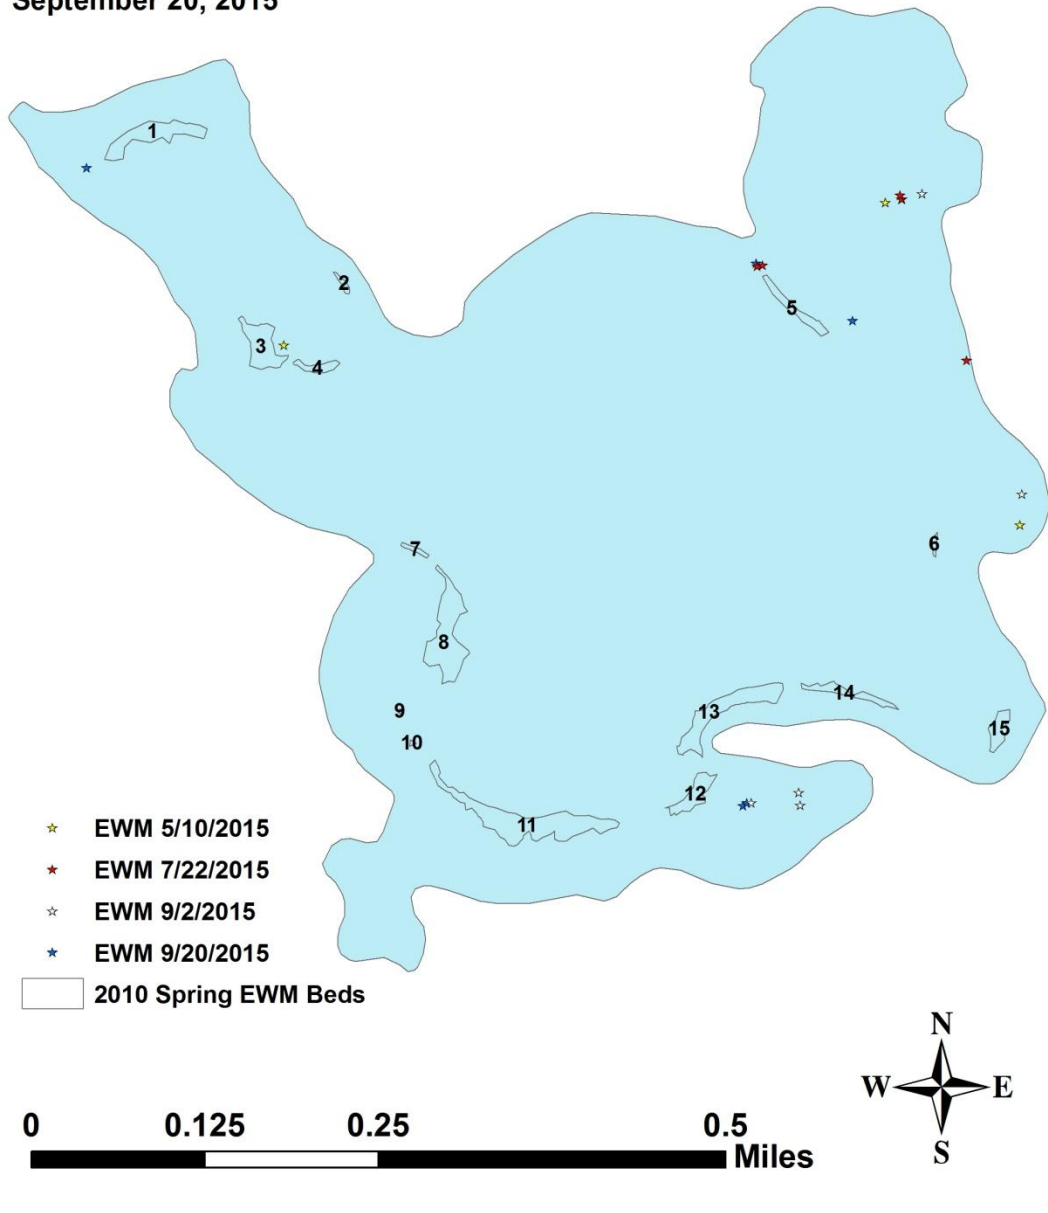 September 20, 2015
1
2
3
4
5
6
7
8
9
10
11
12
13
14
15
EWM 5/10/2015
EWM 7/22/2015
EWM 9/2/2015
EWM 9/20/2015
2010 Spring EWM Beds
N
W E
S
0 0.125 0.25 0.5
Miles